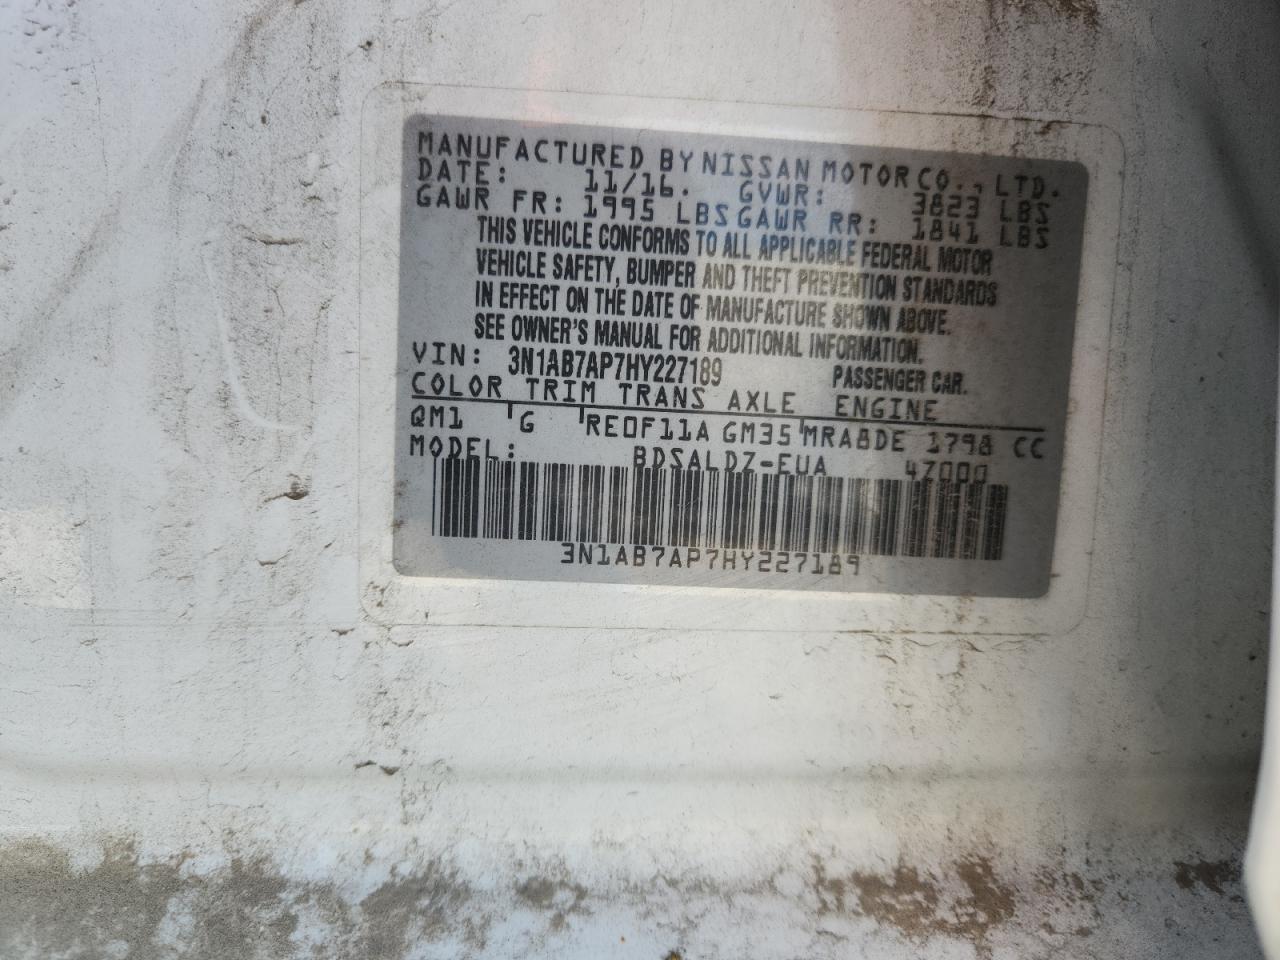 MANUFACTURED BY NISSAN MOTOR CO., LTD.
DATE: 11/16. GVWR: 3823 LBS
GAWR FR: 1995 LBS GAWR RR: 1841 LBS
THIS VEHICLE CONFORMS TO ALL APPLICABLE FEDERAL MOTOR
VEHICLE SAFETY, BUMPER AND THEFT PREVENTION STANDARDS
IN EFFECT ON THE DATE OF MANUFACTURE SHOWN ABOVE.
SEE OWNER'S MANUAL FOR ADDITIONAL INFORMATION.
VIN: 3N1AB7AP7HY227189 PASSENGER CAR.
COLOR TRIM TRANS AXLE ENGINE
QM1 G RE0F11A GM35 MRA8DE 1798 CC
MODEL: BDSALDZ-EUA 4Z000
3N1AB7AP7HY227189